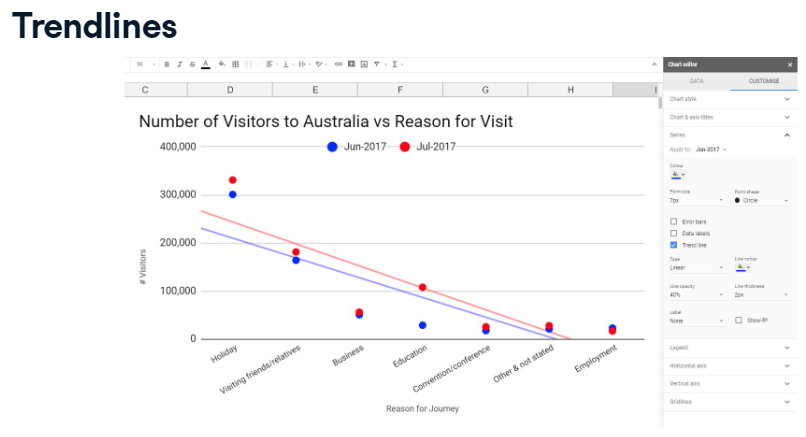 Trendlines
10
B
A
Σ
Chart editor
C D E F G H I
DATA CUSTOMISE
Chart style
Chart & axis titles
Series
Apply to: Jun-2017
Number of Visitors to Australia vs Reason for Visit
Jun-2017 Jul-2017
400,000
300,000
200,000
100,000
0
# Visitors
Holiday
Visiting friends/relatives
Business
Education
Convention/conference
Other & not stated
Employment
Reason for Journey
Colour
Point size Point shape
7px Circle
Error bars
Data labels
Trend line
Type Line colour
Linear
Line opacity Line thickness
40% 2px
Label
None Show R²
Legend
Horizontal axis
Vertical axis
Gridlines